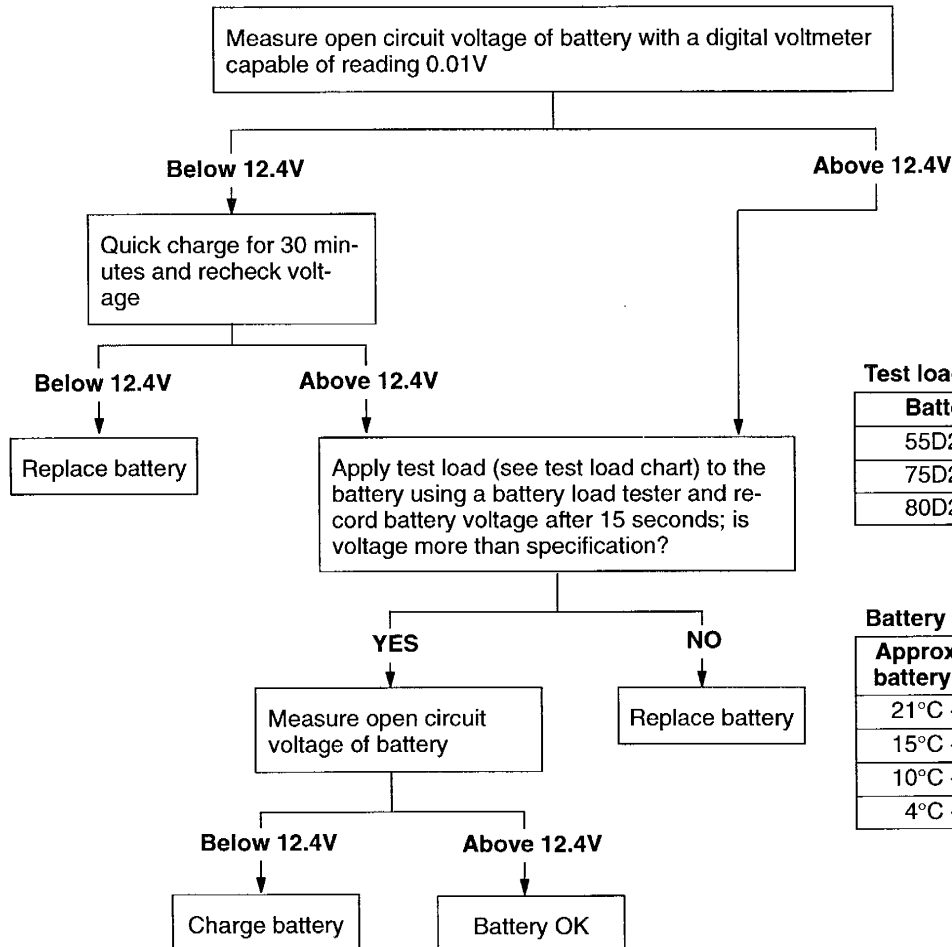 Measure open circuit voltage of battery with a digital voltmeter
capable of reading 0.01V
Below 12.4V
Above 12.4V
Quick charge for 30 min-
utes and recheck volt-
age
Below 12.4V
Above 12.4V
Replace battery
Apply test load (see test load chart) to the
battery using a battery load tester and re-
cord battery voltage after 15 seconds; is
voltage more than specification?
YES
NO
Measure open circuit
voltage of battery
Replace battery
Below 12.4V
Above 12.4V
Charge battery
Battery OK
Test loa
Batt
55D2
75D2
80D2
Battery
Approx
battery
21°C
15°C
10°C
4°C